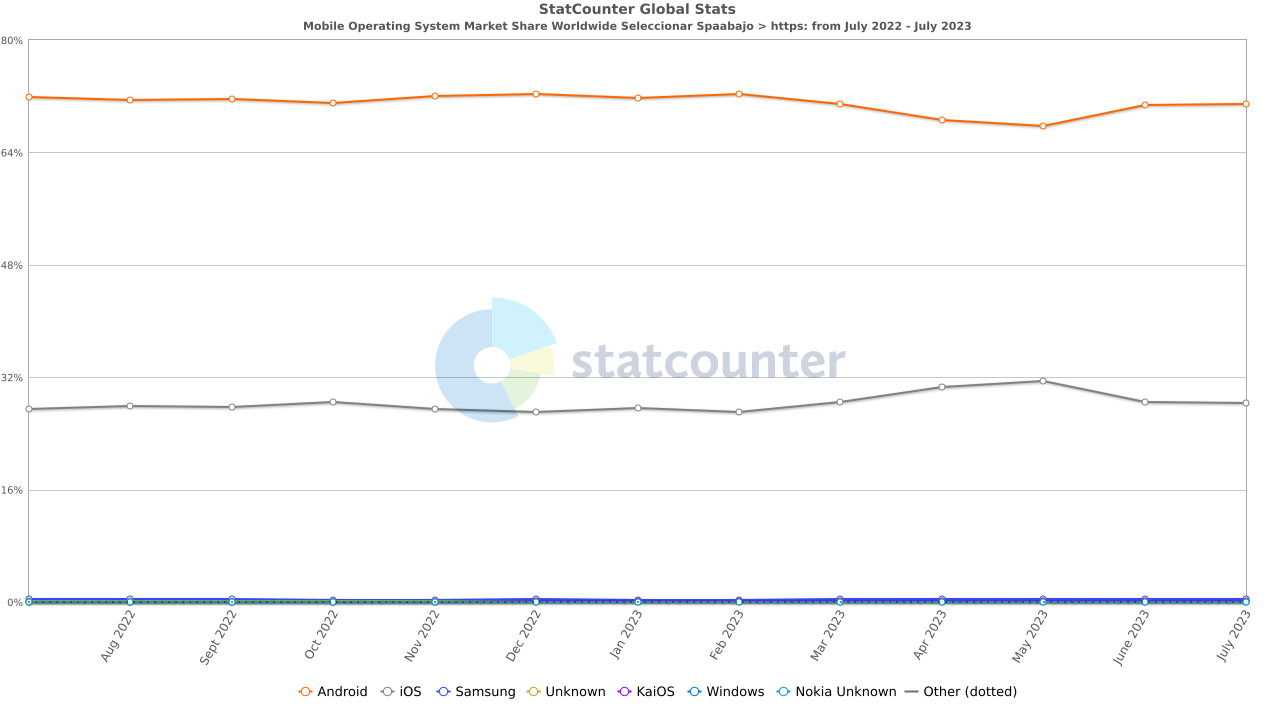 StatCounter Global Stats
Mobile Operating System Market Share Worldwide Seleccionar Spaabajo > https: from July 2022 - July 2023
80%
64%
48%
32%
16%
0%
statcounter
Aug 2022
Sept 2022
Oct 2022
Nov 2022
Dec 2022
Jan 2023
Feb 2023
Mar 2023
Apr 2023
May 2023
June 2023
July 2023
Android iOS Samsung Unknown KaiOS Windows Nokia Unknown Other (dotted)